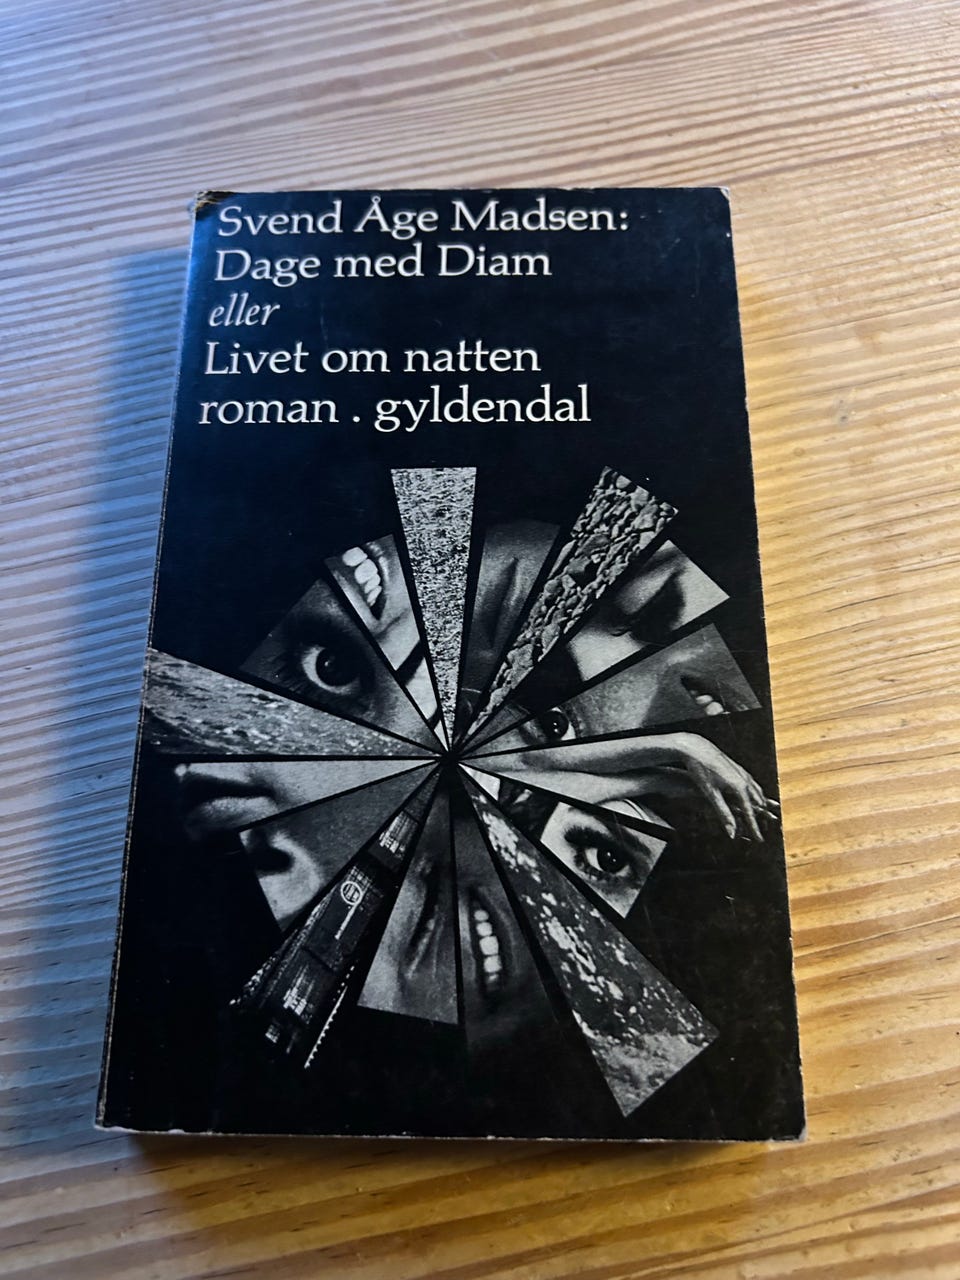 Svend Åge Madsen:
Dage med Diam
eller
Livet om natten
roman . gyldendal